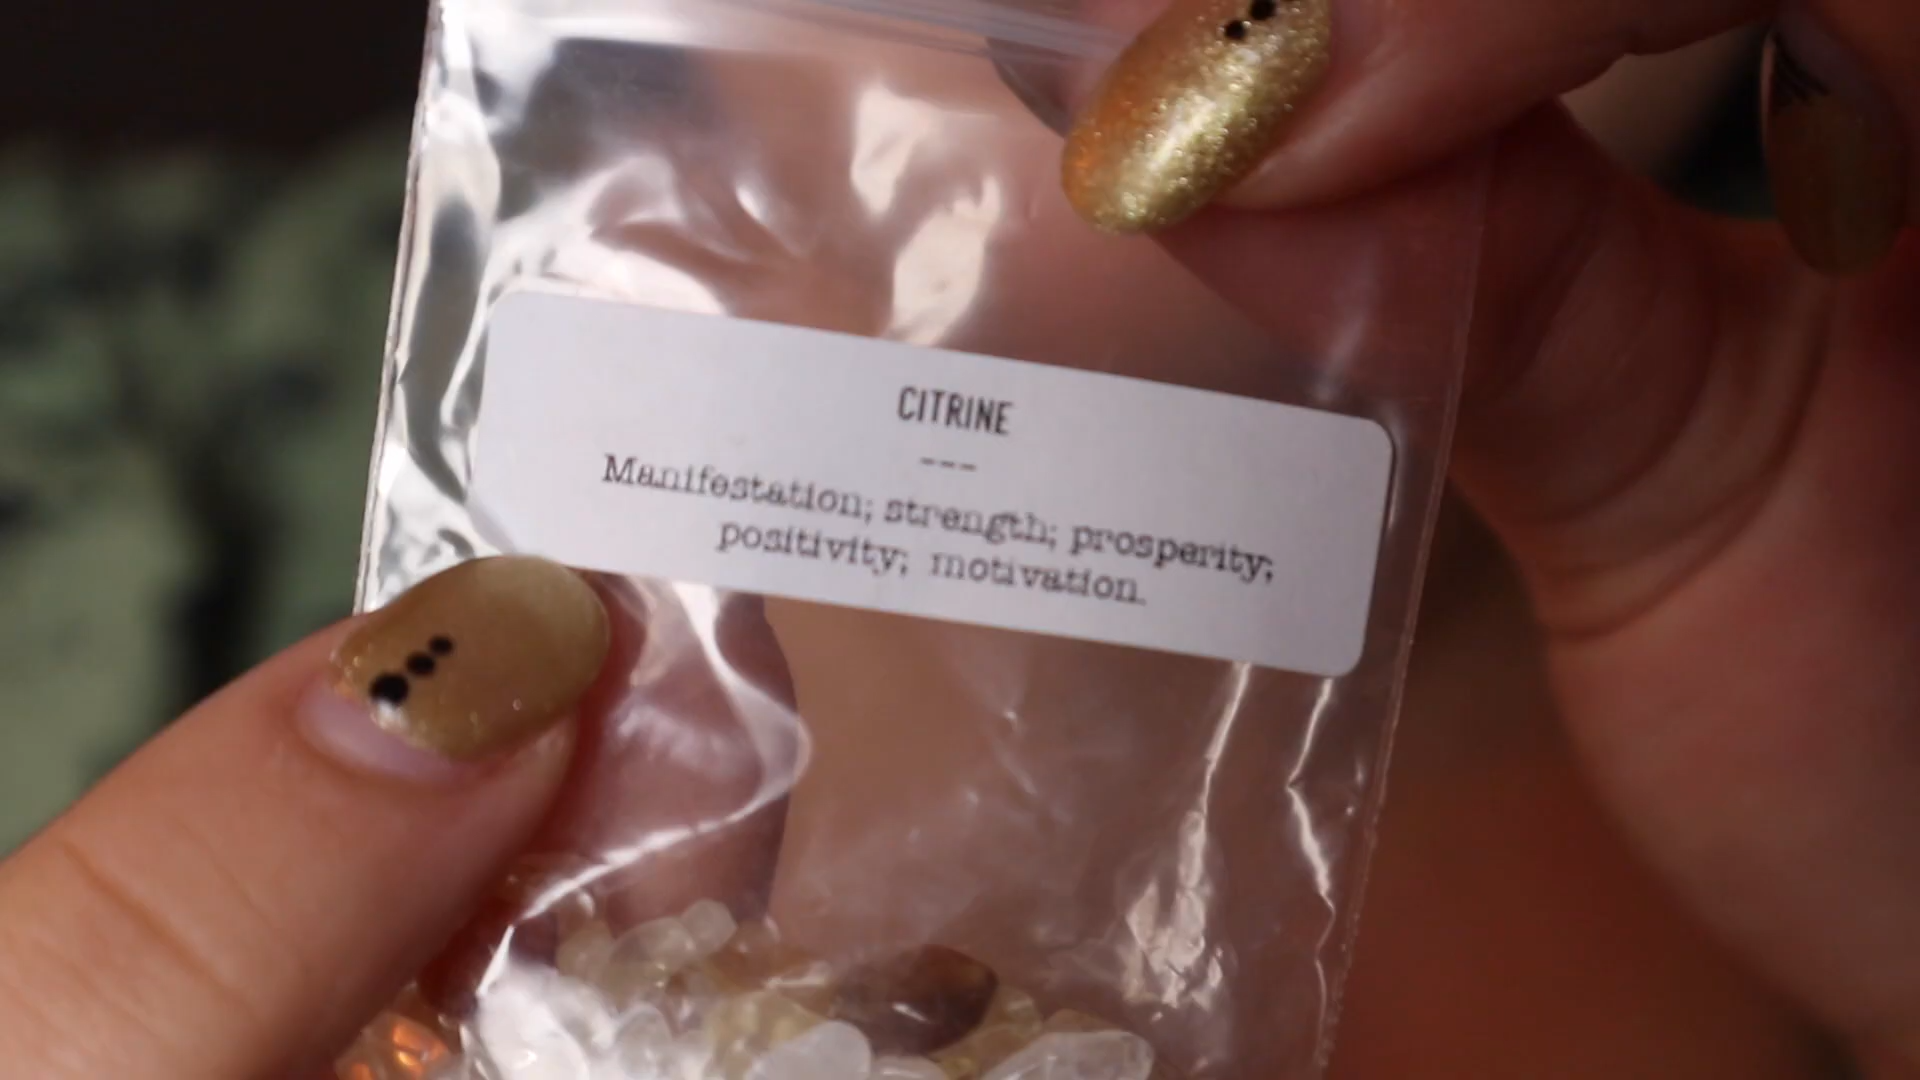 CITRINE
---
Manifestation; strength; prosperity;
positivity; motivation.